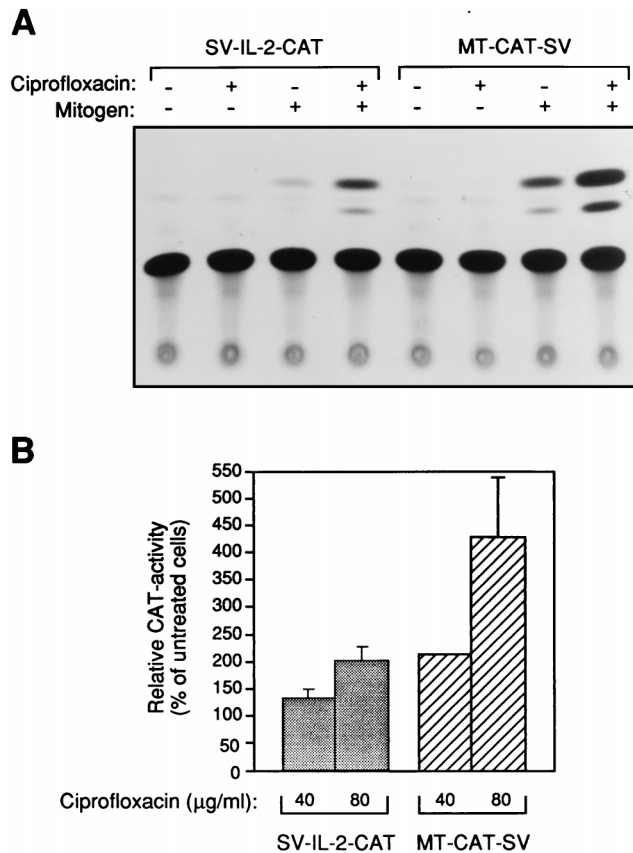 A
SV-IL-2-CAT MT-CAT-SV
Ciprofloxacin: - + - + - + - +
Mitogen: - - + + - - + +
B
Relative CAT-activity
(% of untreated cells)
550
500
450
400
350
300
250
200
150
100
50
0
Ciprofloxacin (μg/ml): 40 80 40 80
SV-IL-2-CAT MT-CAT-SV